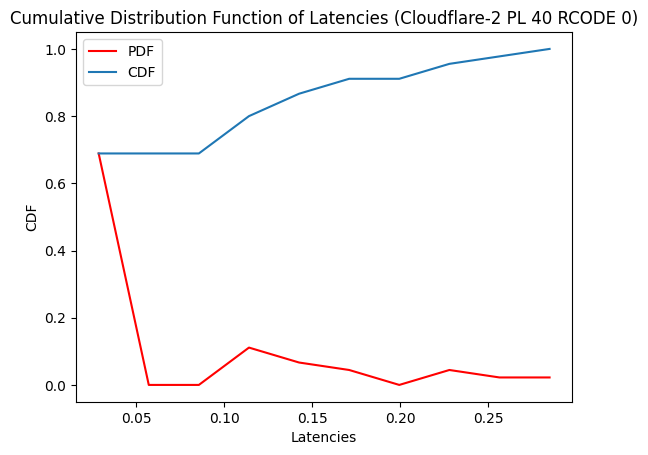 Cumulative Distribution Function of Latencies (Cloudflare-2 PL 40 RCODE 0)
PDF
CDF
1.0
0.8
0.6
0.4
0.2
0.0
CDF
0.05
0.10
0.15
0.20
0.25
Latencies